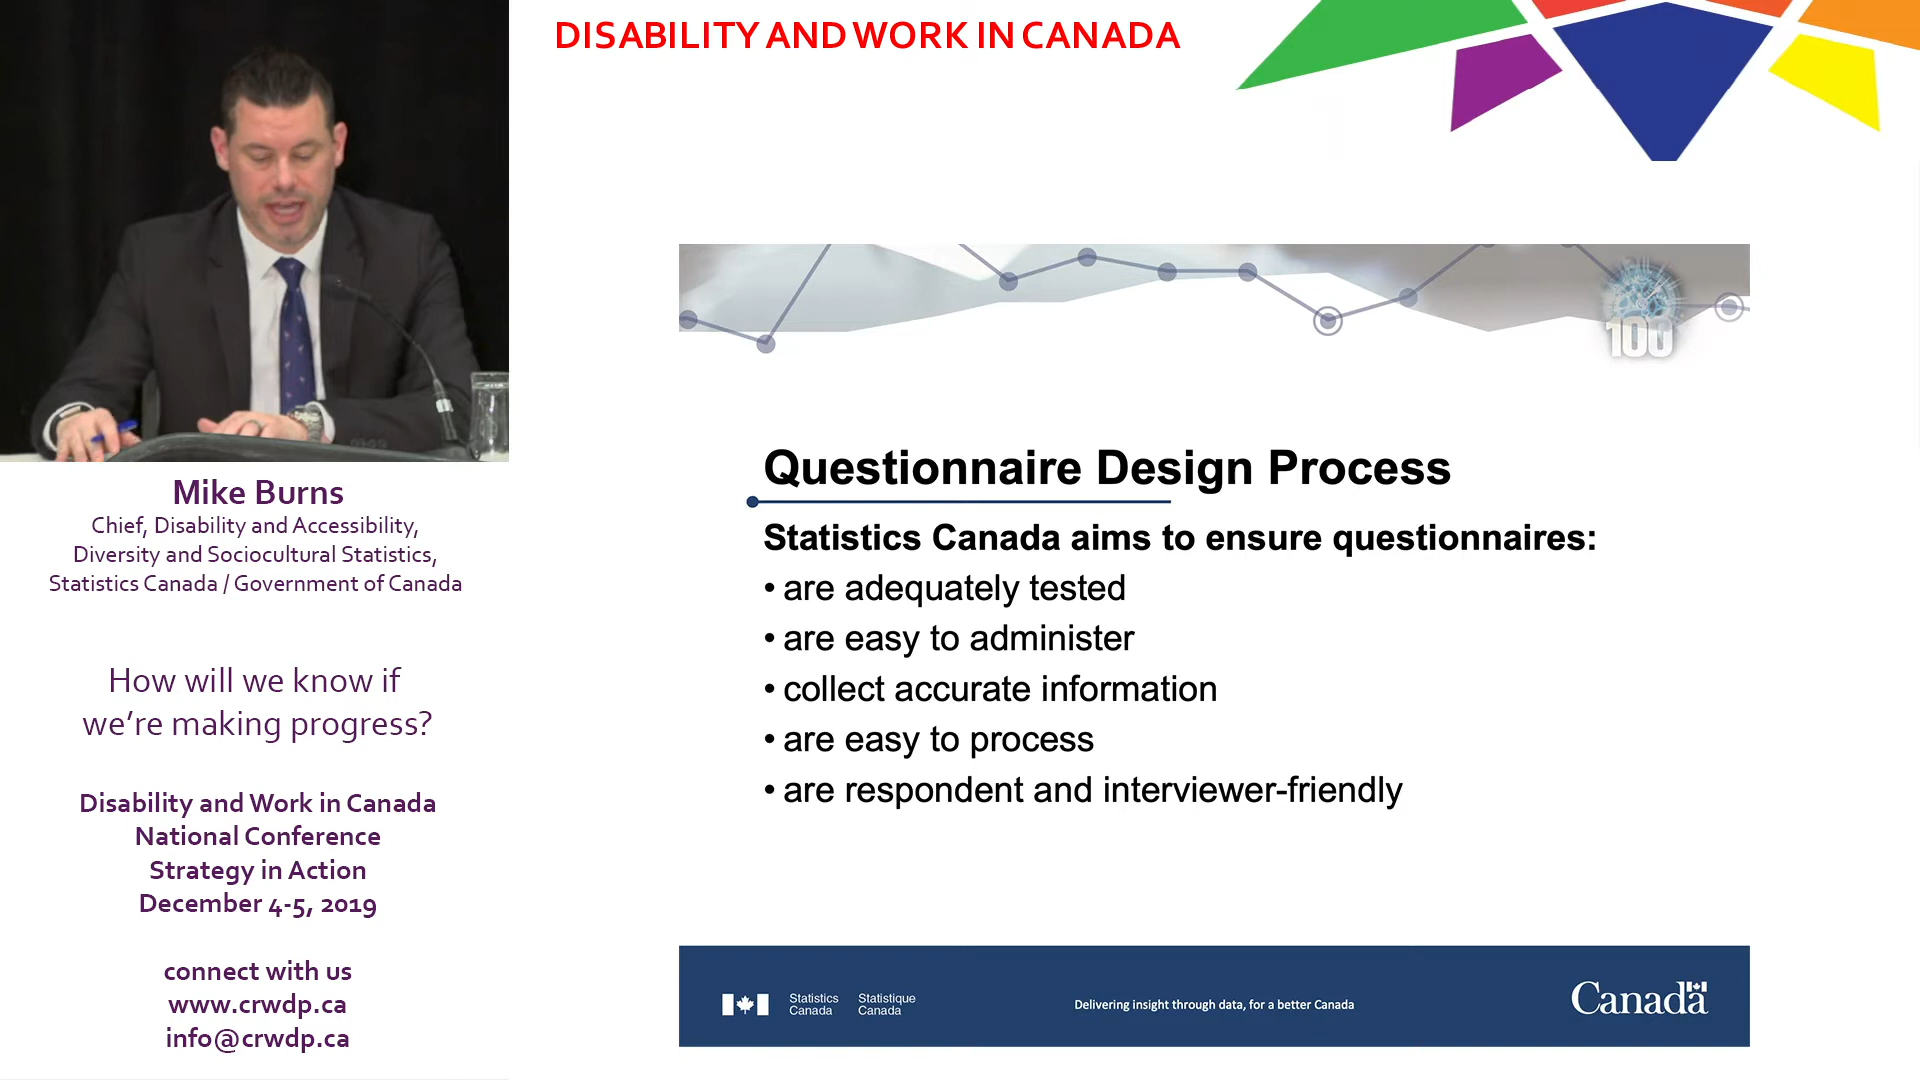 DISABILITY AND WORK IN CANADA
100
Mike Burns
Chief, Disability and Accessibility,
Diversity and Sociocultural Statistics,
Statistics Canada / Government of Canada
How will we know if
we're making progress?
Disability and Work in Canada
National Conference
Strategy in Action
December 4-5, 2019
connect with us
www.crwdp.ca
info@crwdp.ca
Questionnaire Design Process
Statistics Canada aims to ensure questionnaires:
• are adequately tested
• are easy to administer
• collect accurate information
• are easy to process
• are respondent and interviewer-friendly
Statistics Canada
Statistique Canada
Delivering insight through data, for a better Canada
Canada